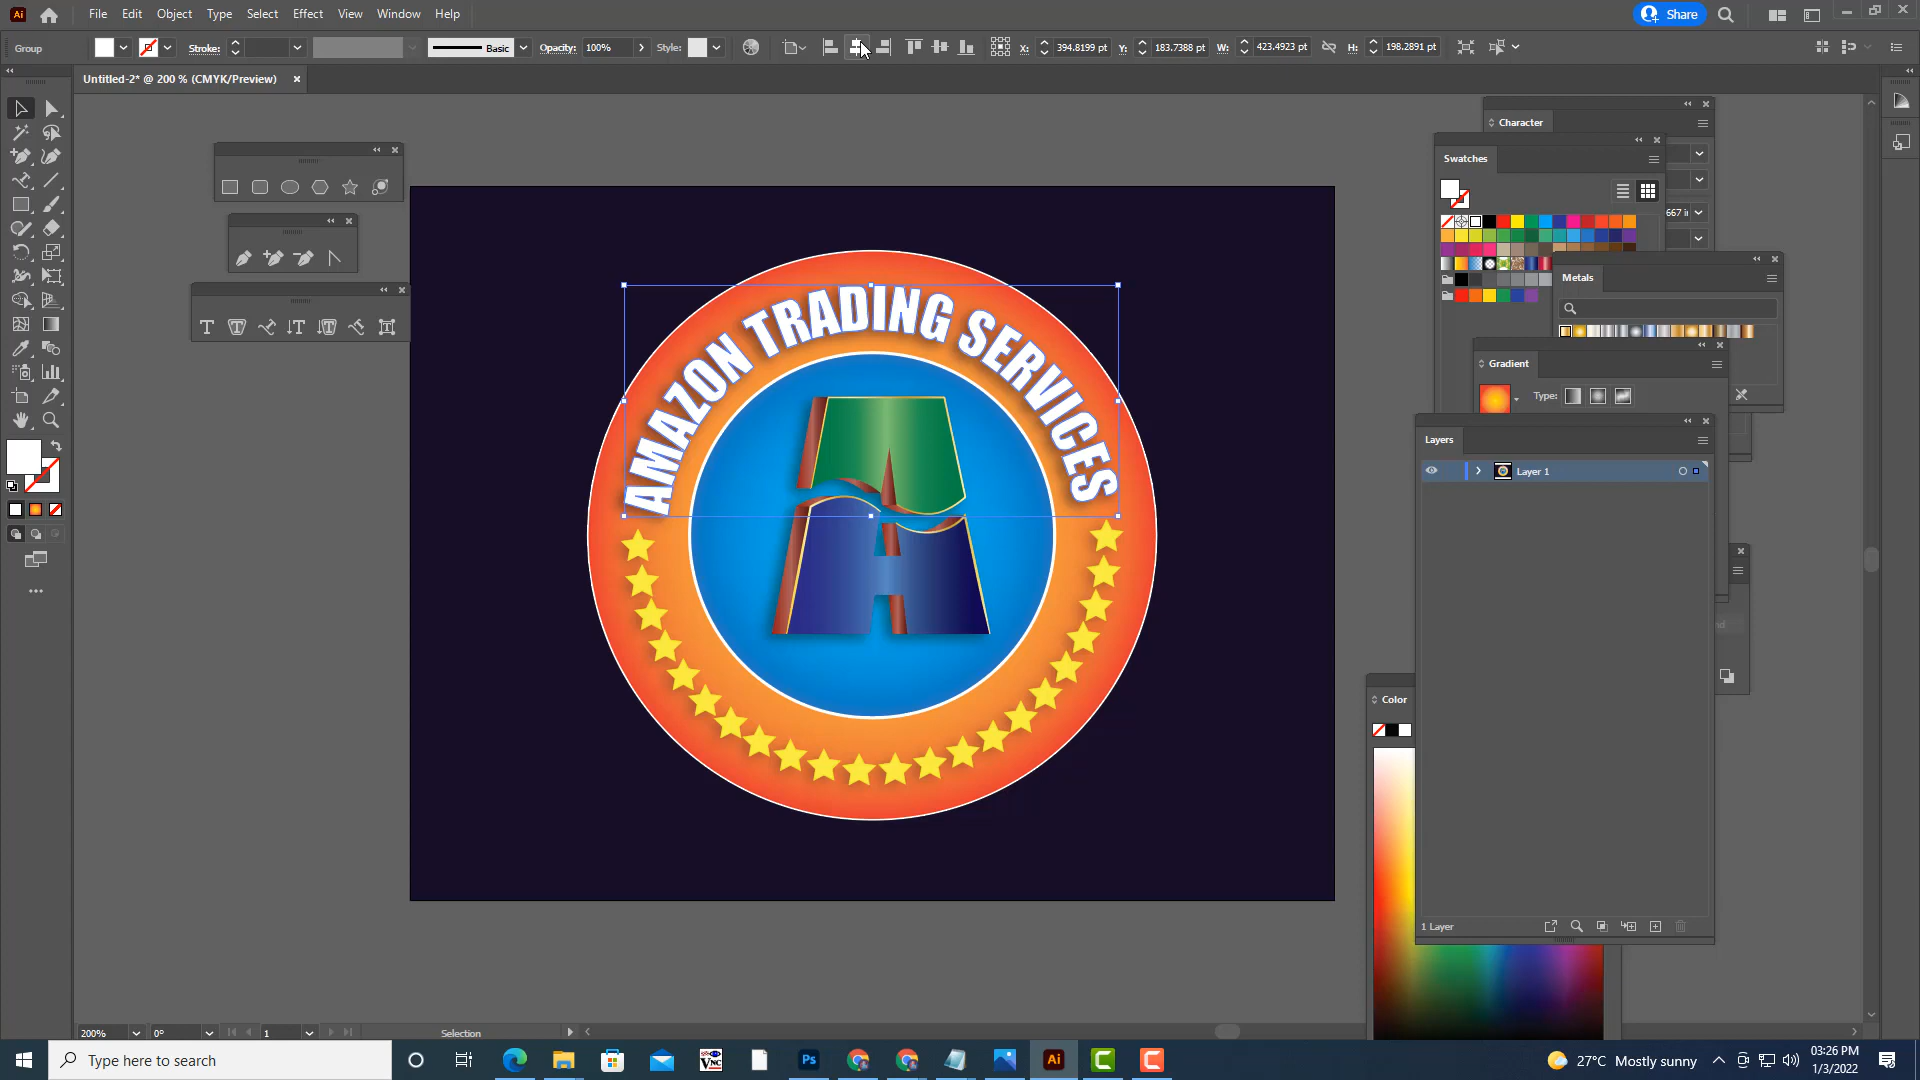 Ai File Edit Object Type Select Effect View Window Help Share
Group Stroke: Basic Opacity: 100% Style: X: 394.8199 pt Y: 183.7388 pt W: 423.4923 pt H: 198.2891 pt
Untitled-2* @ 200 % (CMYK/Preview)
Character
Swatches
667 i
Metals
Gradient
Type:
Layers
Layer 1
AMAZON TRADING SERVICES
Color
1 Layer
200% 0° 1 Selection
Type here to search
Ps
Ai
27°C Mostly sunny
03:26 PM
1/3/2022